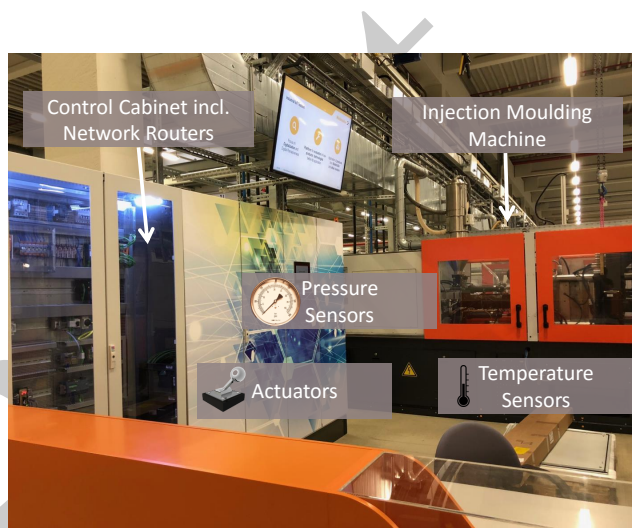 Control Cabinet incl.
Network Routers
Injection Moulding
Machine
Pressure
Sensors
Actuators
Temperature
Sensors